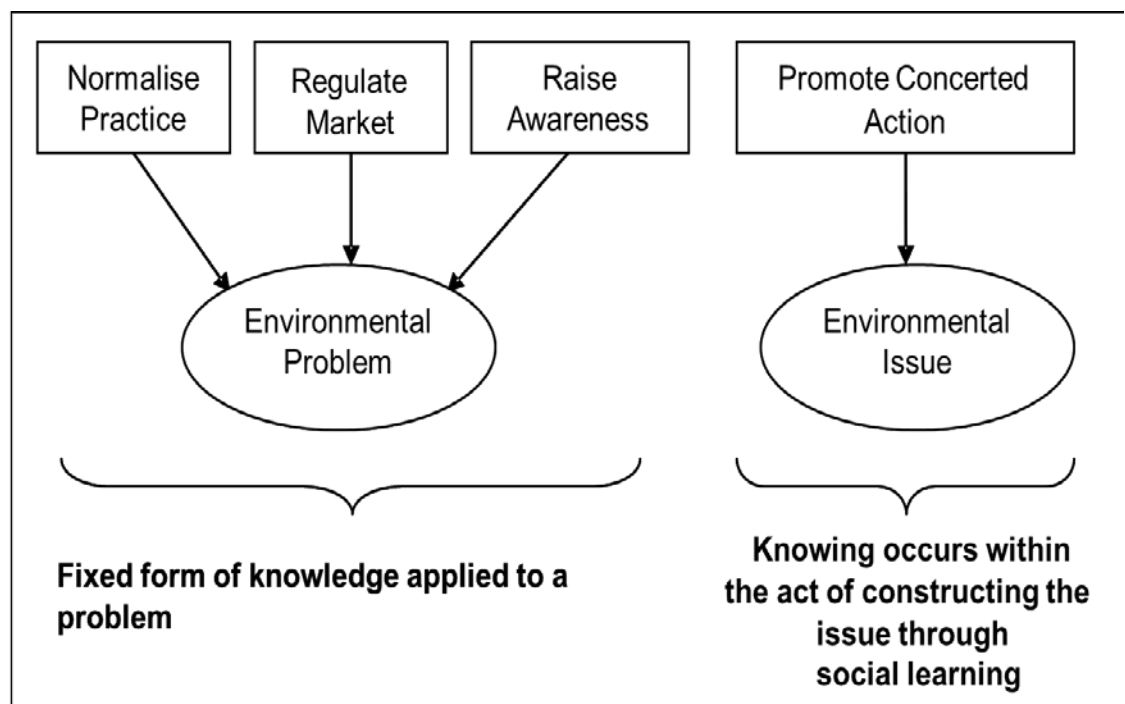 Normalise
Practice
Regulate
Market
Raise
Awareness
Promote Concerted
Action
Environmental
Problem
Environmental
Issue
Fixed form of knowledge applied to a
problem
Knowing occurs within
the act of constructing the
issue through
social learning